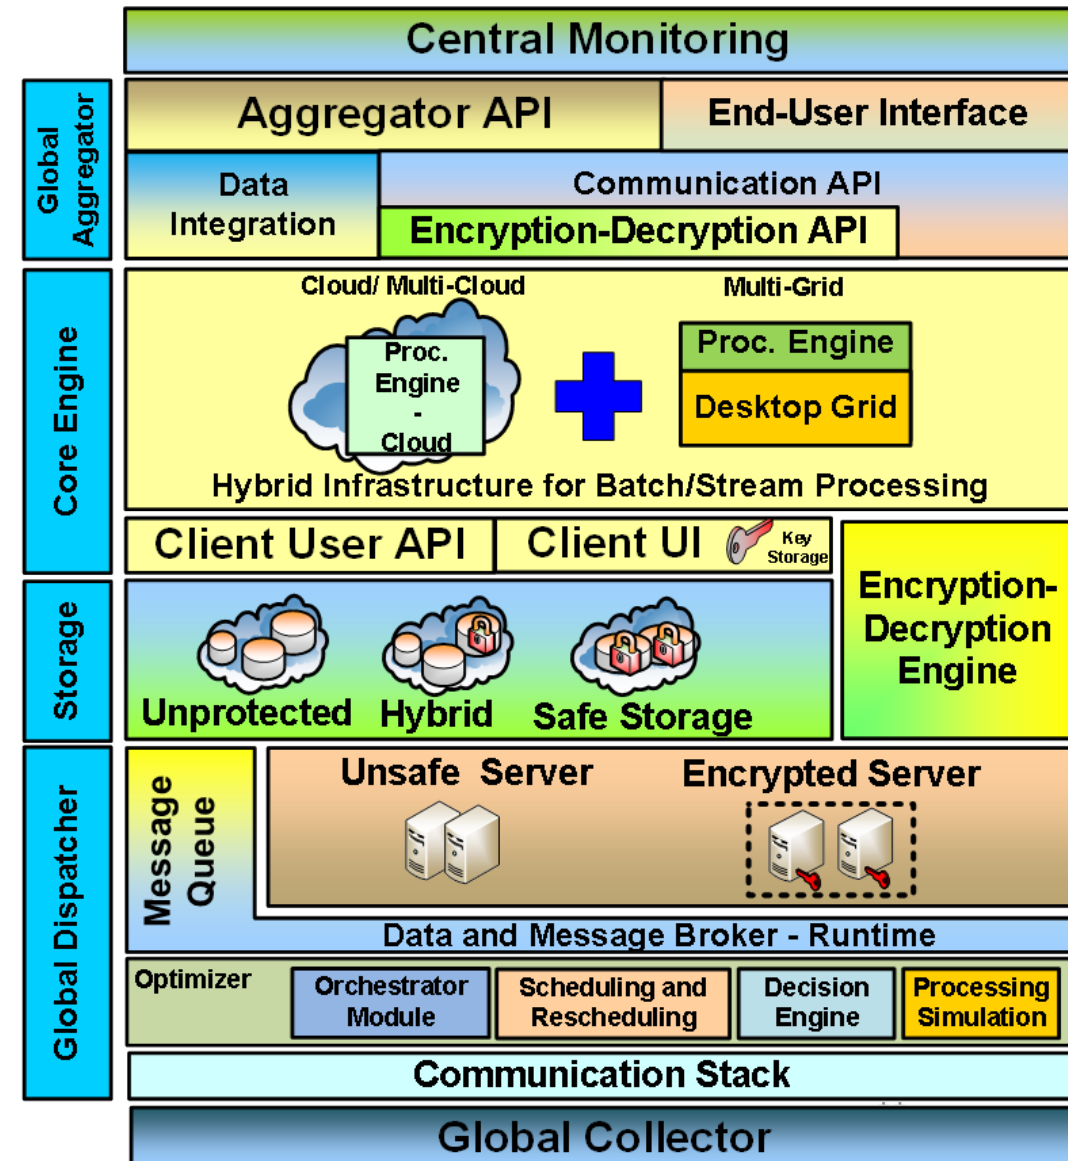 Central Monitoring
Global
Aggregator
Aggregator API
End-User Interface
Data
Integration
Communication API
Encryption-Decryption API
Core Engine
Cloud/ Multi-Cloud
Multi-Grid
Proc.
Engine
-
Cloud
Proc. Engine
Desktop Grid
Hybrid Infrastructure for Batch/Stream Processing
Client User API
Client UI
Key
Storage
Encryption-
Decryption
Engine
Storage
Unprotected
Hybrid
Safe Storage
Global Dispatcher
Message
Queue
Unsafe Server
Encrypted Server
Data and Message Broker - Runtime
Optimizer
Orchestrator
Module
Scheduling and
Rescheduling
Decision
Engine
Processing
Simulation
Communication Stack
Global Collector